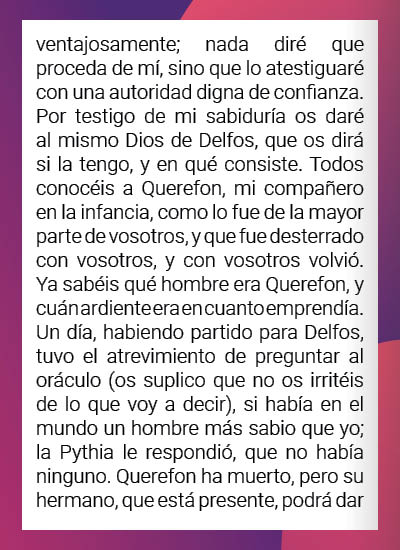 ventajosamente; nada diré que
proceda de mí, sino que lo atestiguaré
con una autoridad digna de confianza.
Por testigo de mi sabiduría os daré
al mismo Dios de Delfos, que os dirá
si la tengo, y en qué consiste. Todos
conocéis a Querefon, mi compañero
en la infancia, como lo fue de la mayor
parte de vosotros, y que fue desterrado
con vosotros, y con vosotros volvió.
Ya sabéis qué hombre era Querefon, y
cuán ardiente era en cuanto emprendía.
Un día, habiendo partido para Delfos,
tuvo el atrevimiento de preguntar al
oráculo (os suplico que no os irritéis
de lo que voy a decir), si había en el
mundo un hombre más sabio que yo;
la Pythia le respondió, que no había
ninguno. Querefon ha muerto, pero su
hermano, que está presente, podrá dar